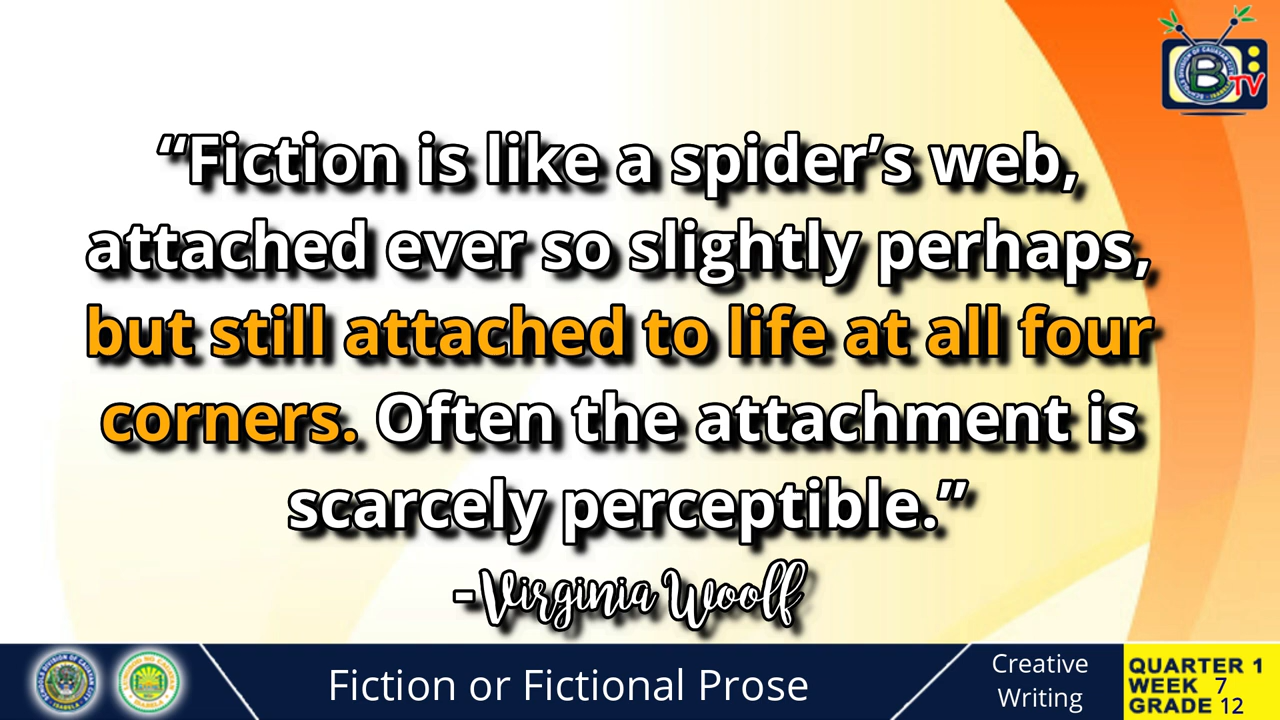 “Fiction is like a spider’s web,
attached ever so slightly perhaps,
but still attached to life at all four
corners. Often the attachment is
scarcely perceptible.”
-Virginia Woolf
B TV
Fiction or Fictional Prose
Creative
Writing
QUARTER 1
WEEK 7
GRADE 12